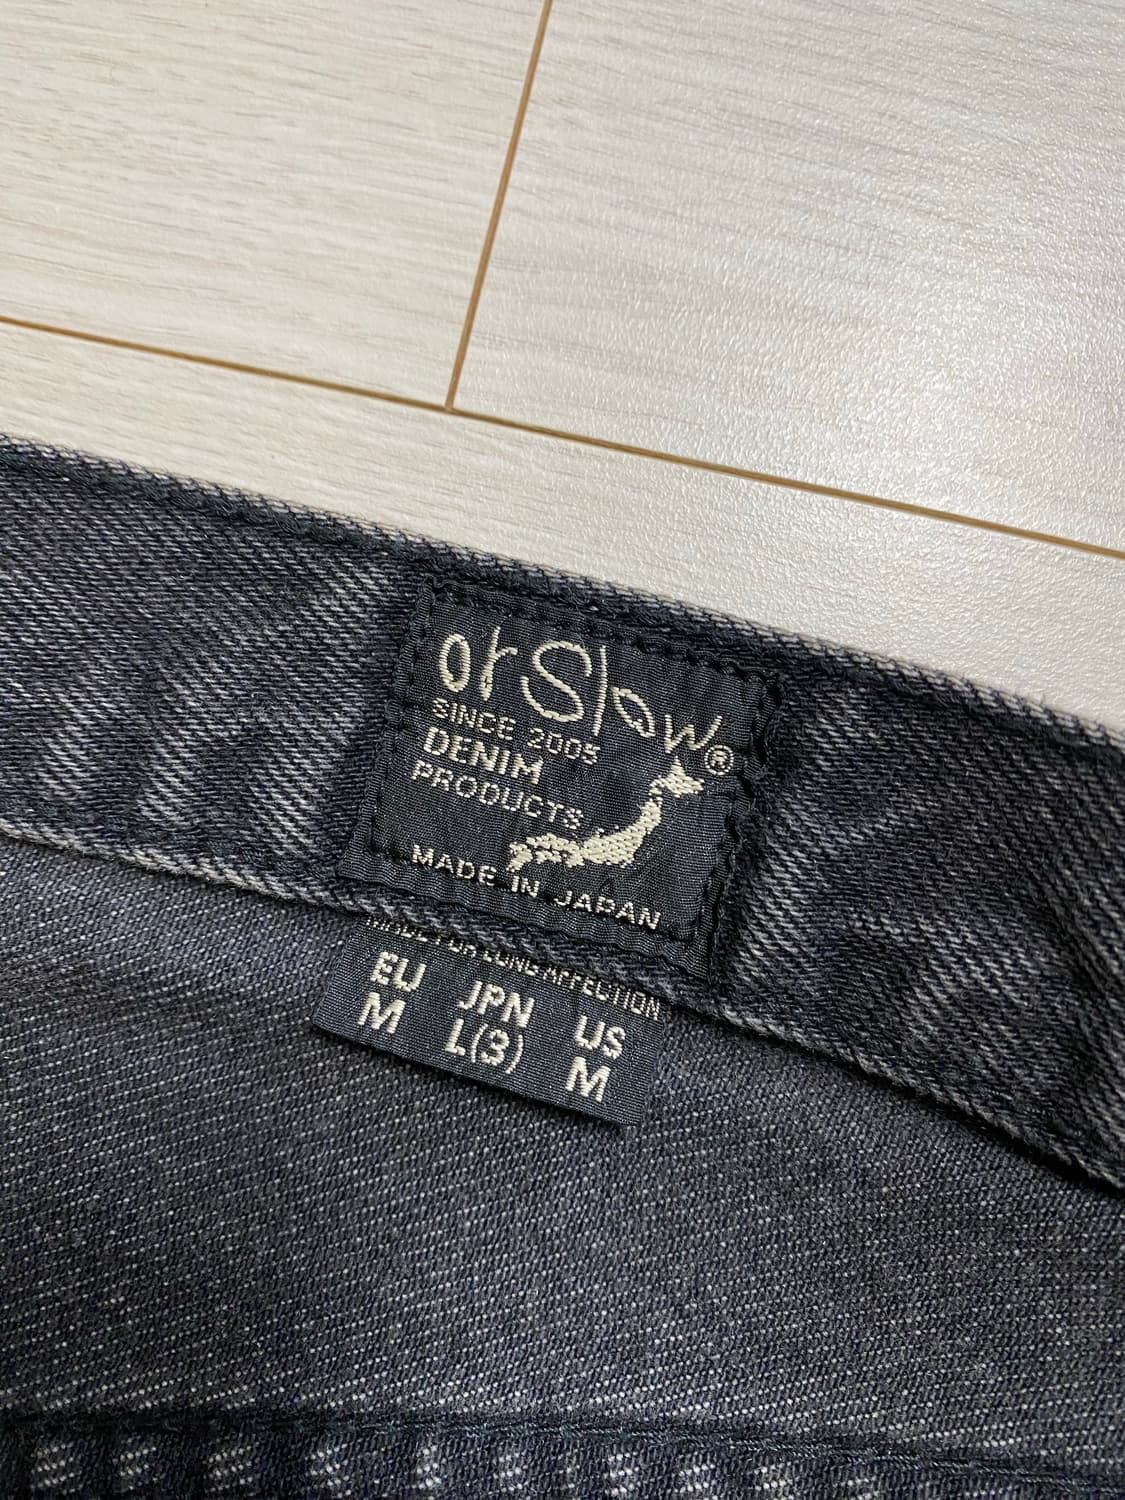 orSlow®
SINCE 2005
DENIM
PRODUCTS
MADE IN JAPAN
MADE FOR LONG AFFECTION
EU JPN US
M L(3) M